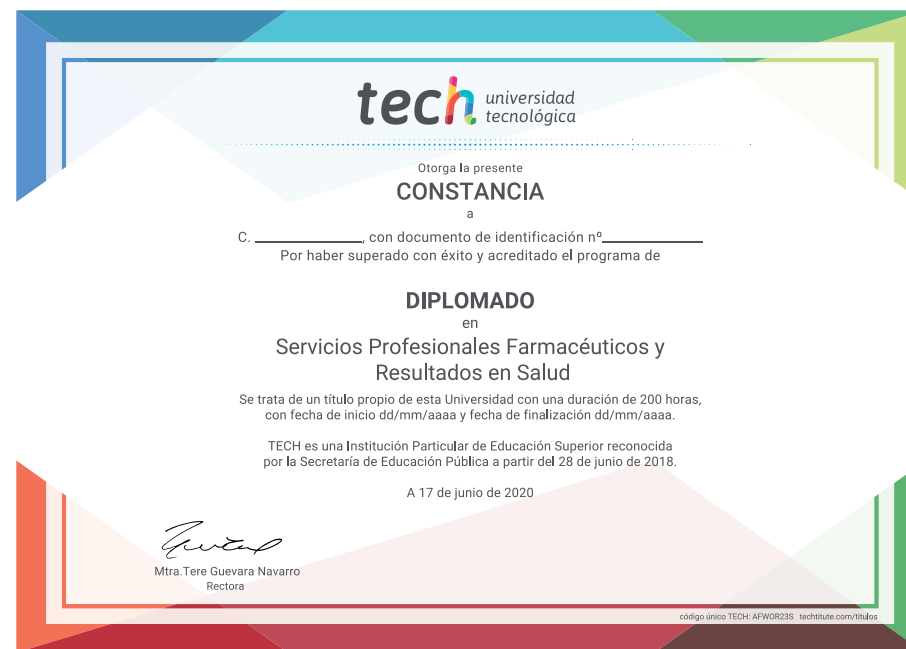 tech universidad
tecnológica
Otorga la presente
CONSTANCIA
a
C. ____________, con documento de identificación nº____________
Por haber superado con éxito y acreditado el programa de
DIPLOMADO
en
Servicios Profesionales Farmacéuticos y
Resultados en Salud
Se trata de un título propio de esta Universidad con una duración de 200 horas,
con fecha de inicio dd/mm/aaaa y fecha de finalización dd/mm/aaaa.
TECH es una Institución Particular de Educación Superior reconocida
por la Secretaría de Educación Pública a partir del 28 de junio de 2018.
A 17 de junio de 2020
Mtra.Tere Guevara Navarro
Rectora
código único TECH: AFWOR23S techtitute.com/titulos